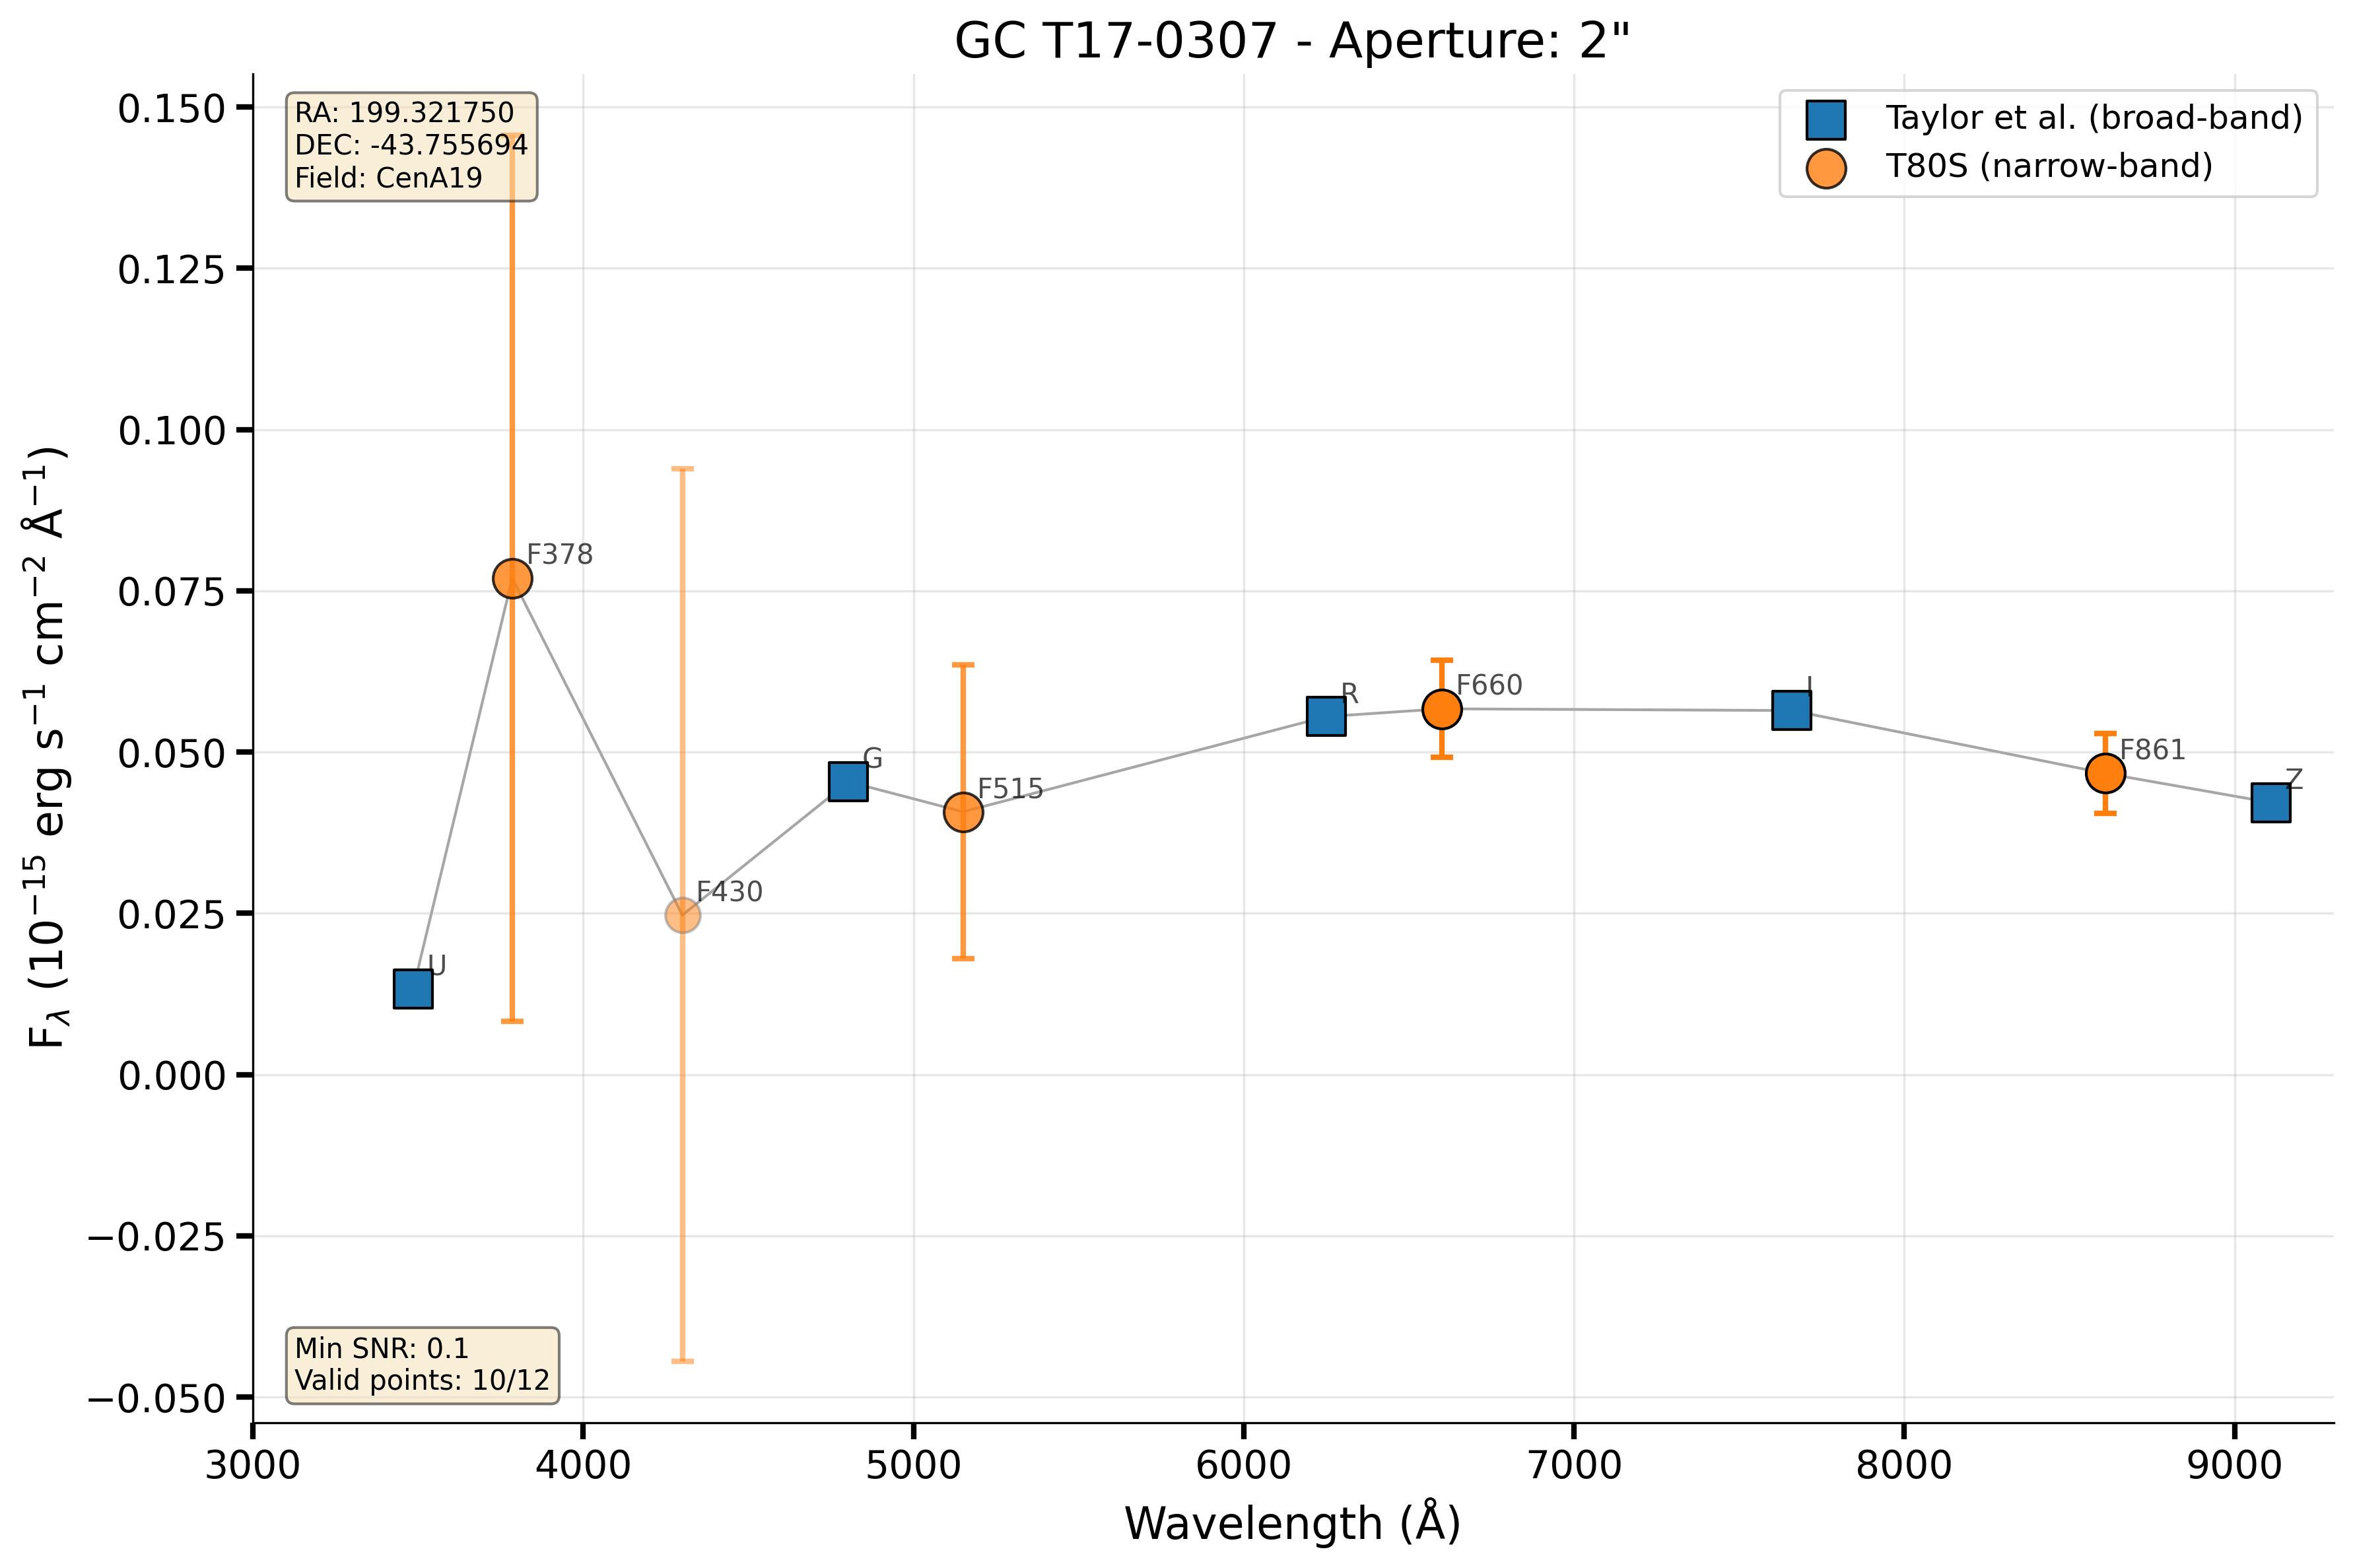 GC T17-0307 - Aperture: 2"
RA: 199.321750
DEC: -43.755694
Field: CenA19
Taylor et al. (broad-band)
T80S (narrow-band)
0.150
0.125
0.100
0.075
0.050
0.025
0.000
−0.025
−0.050
F_λ (10⁻¹⁵ erg s⁻¹ cm⁻² Å⁻¹)
U
F378
F430
G
F515
R
F660
I
F861
Z
Min SNR: 0.1
Valid points: 10/12
3000 4000 5000 6000 7000 8000 9000
Wavelength (Å)